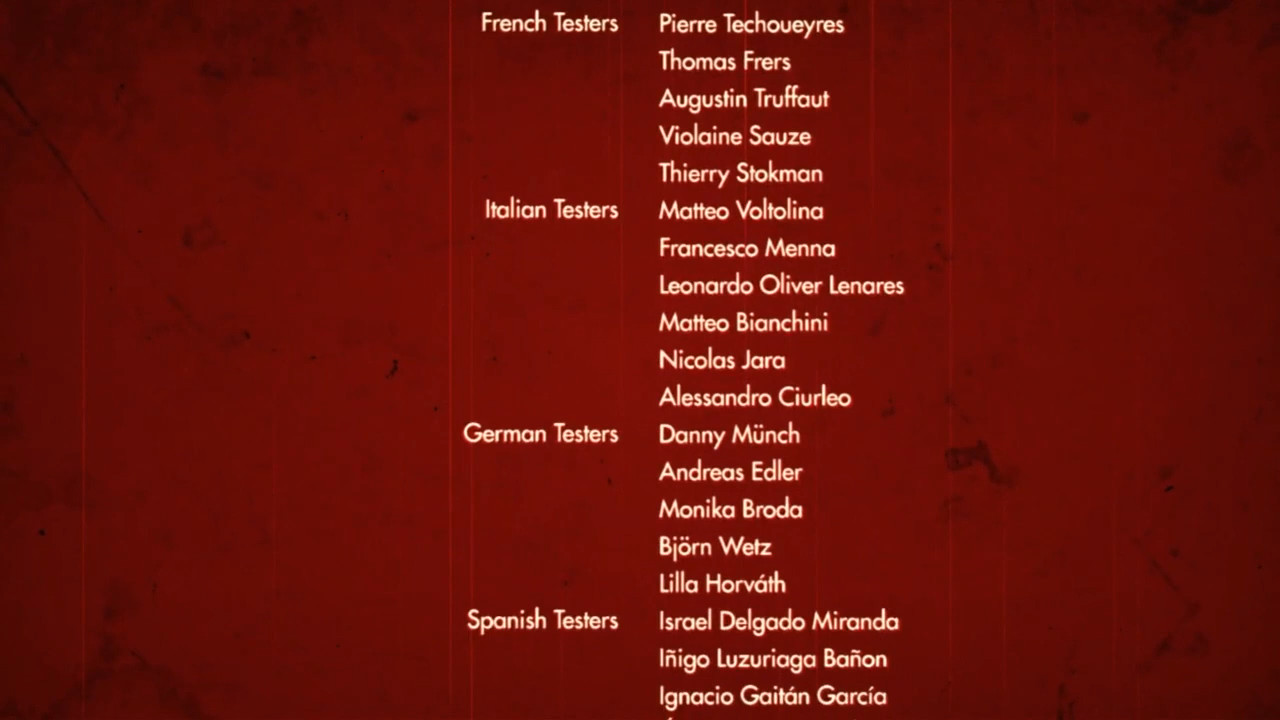 French Testers Pierre Techoueyres
Thomas Frers
Augustin Truffaut
Violaine Sauze
Thierry Stokman
Italian Testers Matteo Voltolina
Francesco Menna
Leonardo Oliver Lenares
Matteo Bianchini
Nicolas Jara
Alessandro Ciurleo
German Testers Danny Münch
Andreas Edler
Monika Broda
Björn Wetz
Lilla Horváth
Spanish Testers Israel Delgado Miranda
Iñigo Luzuriaga Bañon
Ignacio Gaitán García